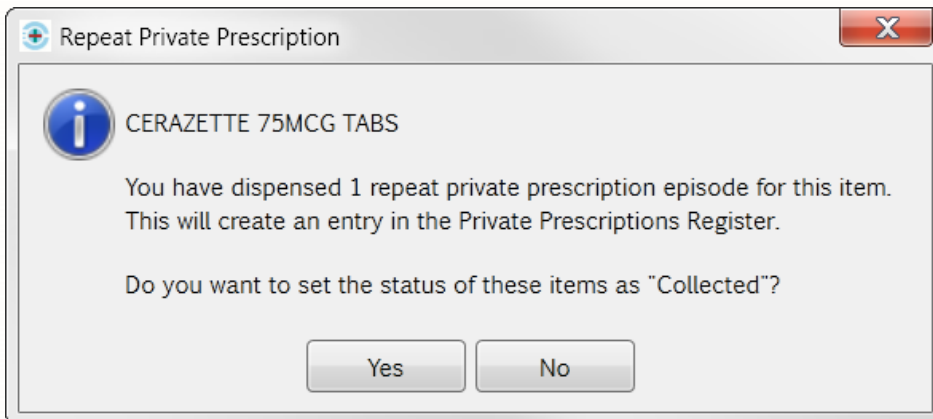 Repeat Private Prescription
CERAZETTE 75MCG TABS
You have dispensed 1 repeat private prescription episode for this item.
This will create an entry in the Private Prescriptions Register.
Do you want to set the status of these items as "Collected"?
Yes
No